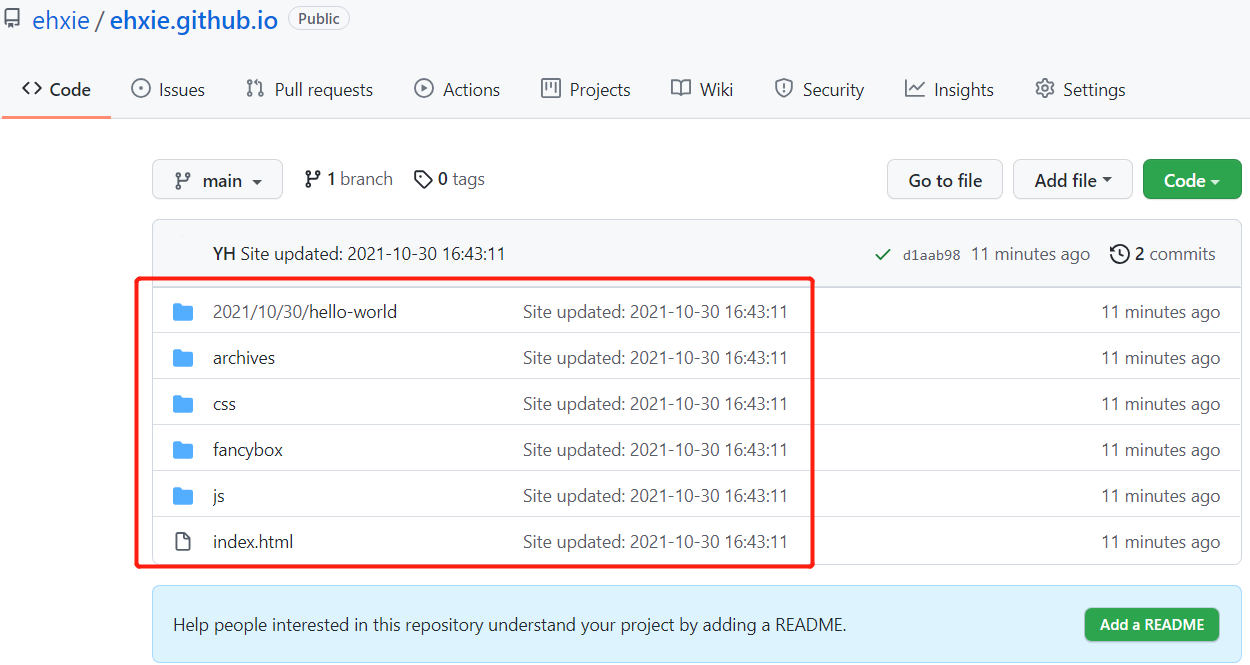 ehxie / ehxie.github.io Public
Code Issues Pull requests Actions Projects Wiki Security Insights Settings
main 1 branch 0 tags Go to file Add file Code
YH Site updated: 2021-10-30 16:43:11 d1aab98 11 minutes ago 2 commits
2021/10/30/hello-world Site updated: 2021-10-30 16:43:11 11 minutes ago
archives Site updated: 2021-10-30 16:43:11 11 minutes ago
css Site updated: 2021-10-30 16:43:11 11 minutes ago
fancybox Site updated: 2021-10-30 16:43:11 11 minutes ago
js Site updated: 2021-10-30 16:43:11 11 minutes ago
index.html Site updated: 2021-10-30 16:43:11 11 minutes ago
Help people interested in this repository understand your project by adding a README. Add a README